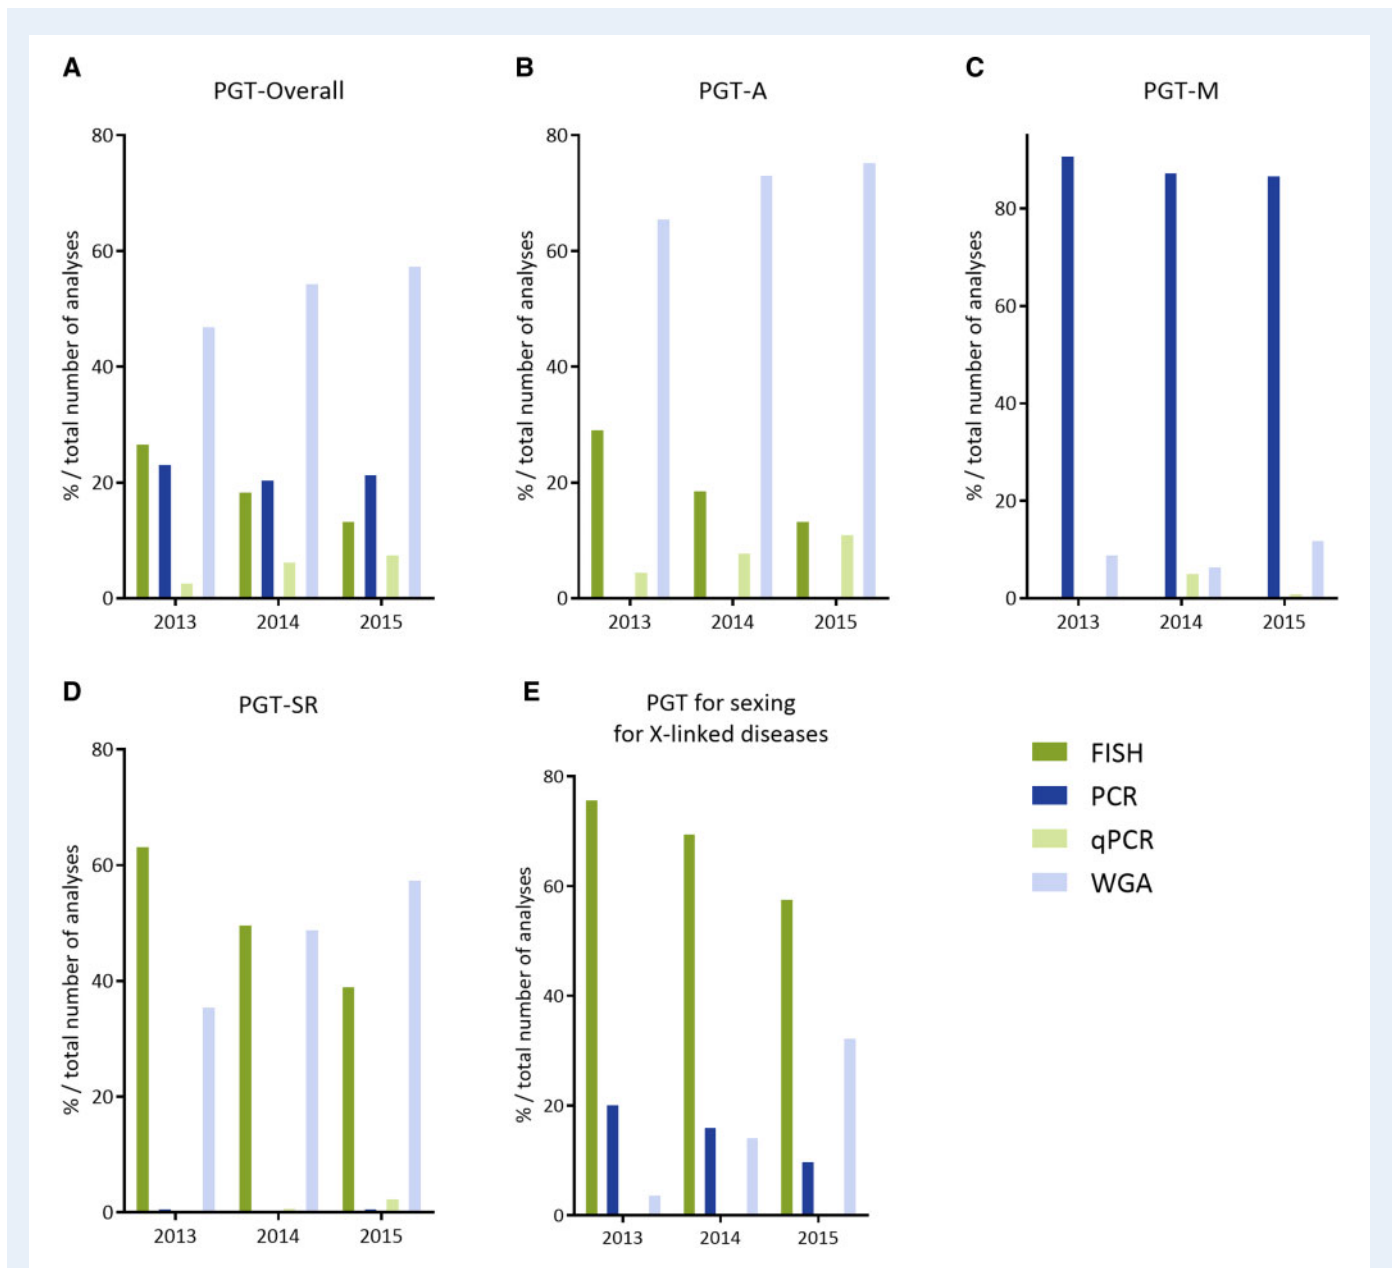 A
PGT-Overall
% / total number of analyses
80
60
40
20
0
2013 2014 2015
B
PGT-A
% / total number of analyses
80
60
40
20
0
2013 2014 2015
C
PGT-M
% / total number of analyses
80
60
40
20
0
2013 2014 2015
D
PGT-SR
% / total number of analyses
80
60
40
20
0
2013 2014 2015
E
PGT for sexing
for X-linked diseases
% / total number of analyses
80
60
40
20
0
2013 2014 2015
FISH
PCR
qPCR
WGA